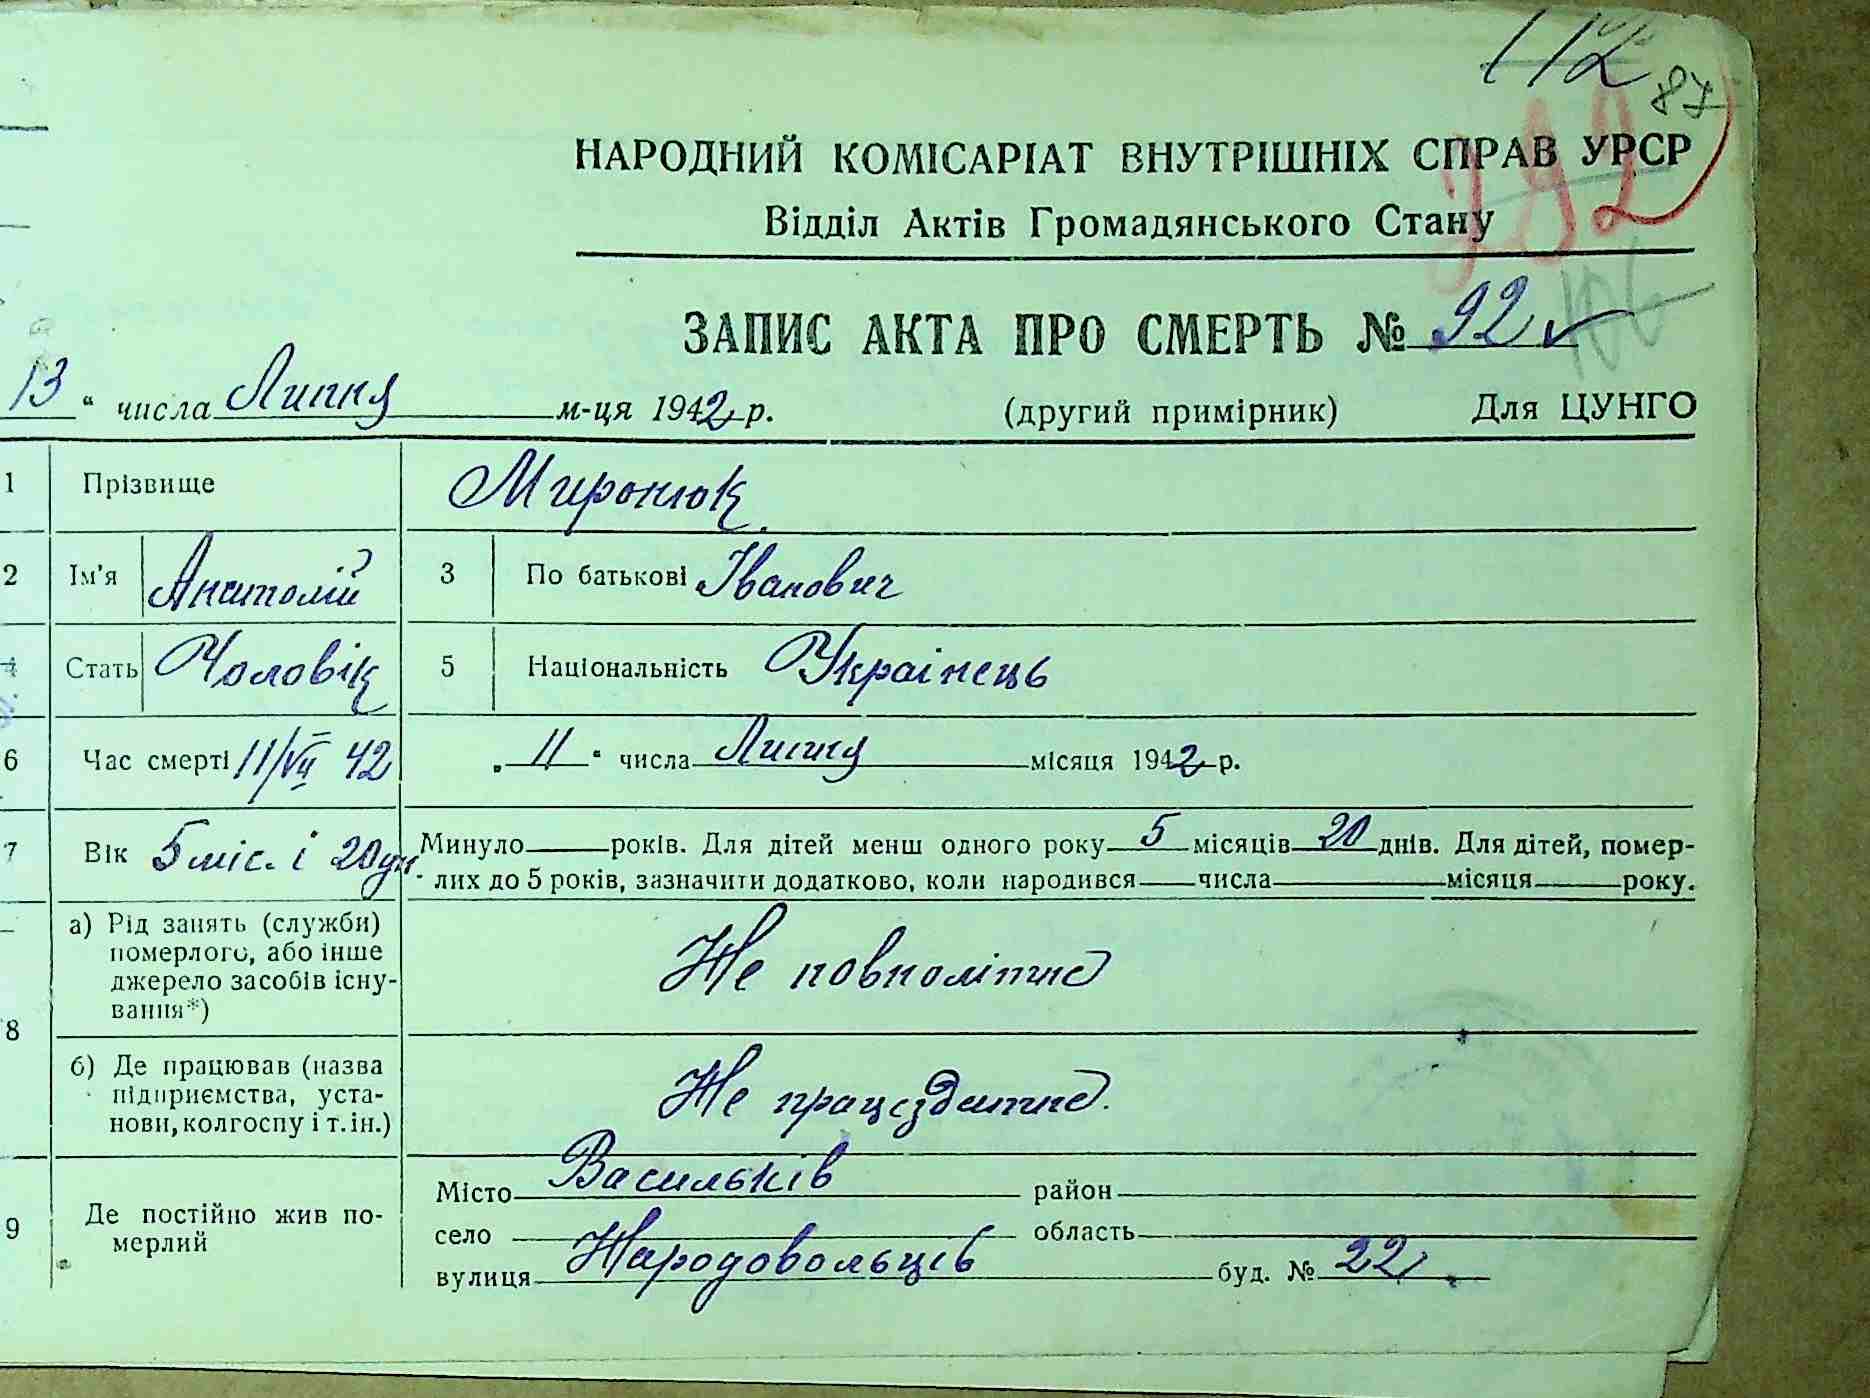 112
87
НАРОДНИЙ КОМІСАРІАТ ВНУТРІШНІХ СПРАВ УРСР
Відділ Актів Громадянського Стану
ЗАПИС АКТА ПРО СМЕРТЬ № 92
13 “ числа Липня м-ця 1942 р. (другий примірник) Для ЦУНГО
1 Прізвище Миронюк
2 Ім'я Анатолій 3 По батькові Іванович
4 Стать Чоловік 5 Національність Украінець
6 Час смерті 11/VII 42 „ 11 “ числа Липня місяця 1942 р.
7 Вік 5 міс. і 20 дн. Минуло років. Для дітей менш одного року 5 місяців 20 днів. Для дітей, помер-
лих до 5 років, зазначити додатково, коли народився числа місяця року.
8 а) Рід занять (служби)
померлого, або інше
джерело засобів існу-
вання*)
Не повнолітнє
б) Де працював (назва
підприємства, уста-
нови, колгоспу і т. ін.)
Не працездатнє.
9 Де постійно жив по-
мерлий
Місто Васильків район
село область
вулиця Народовольців буд. № 22.